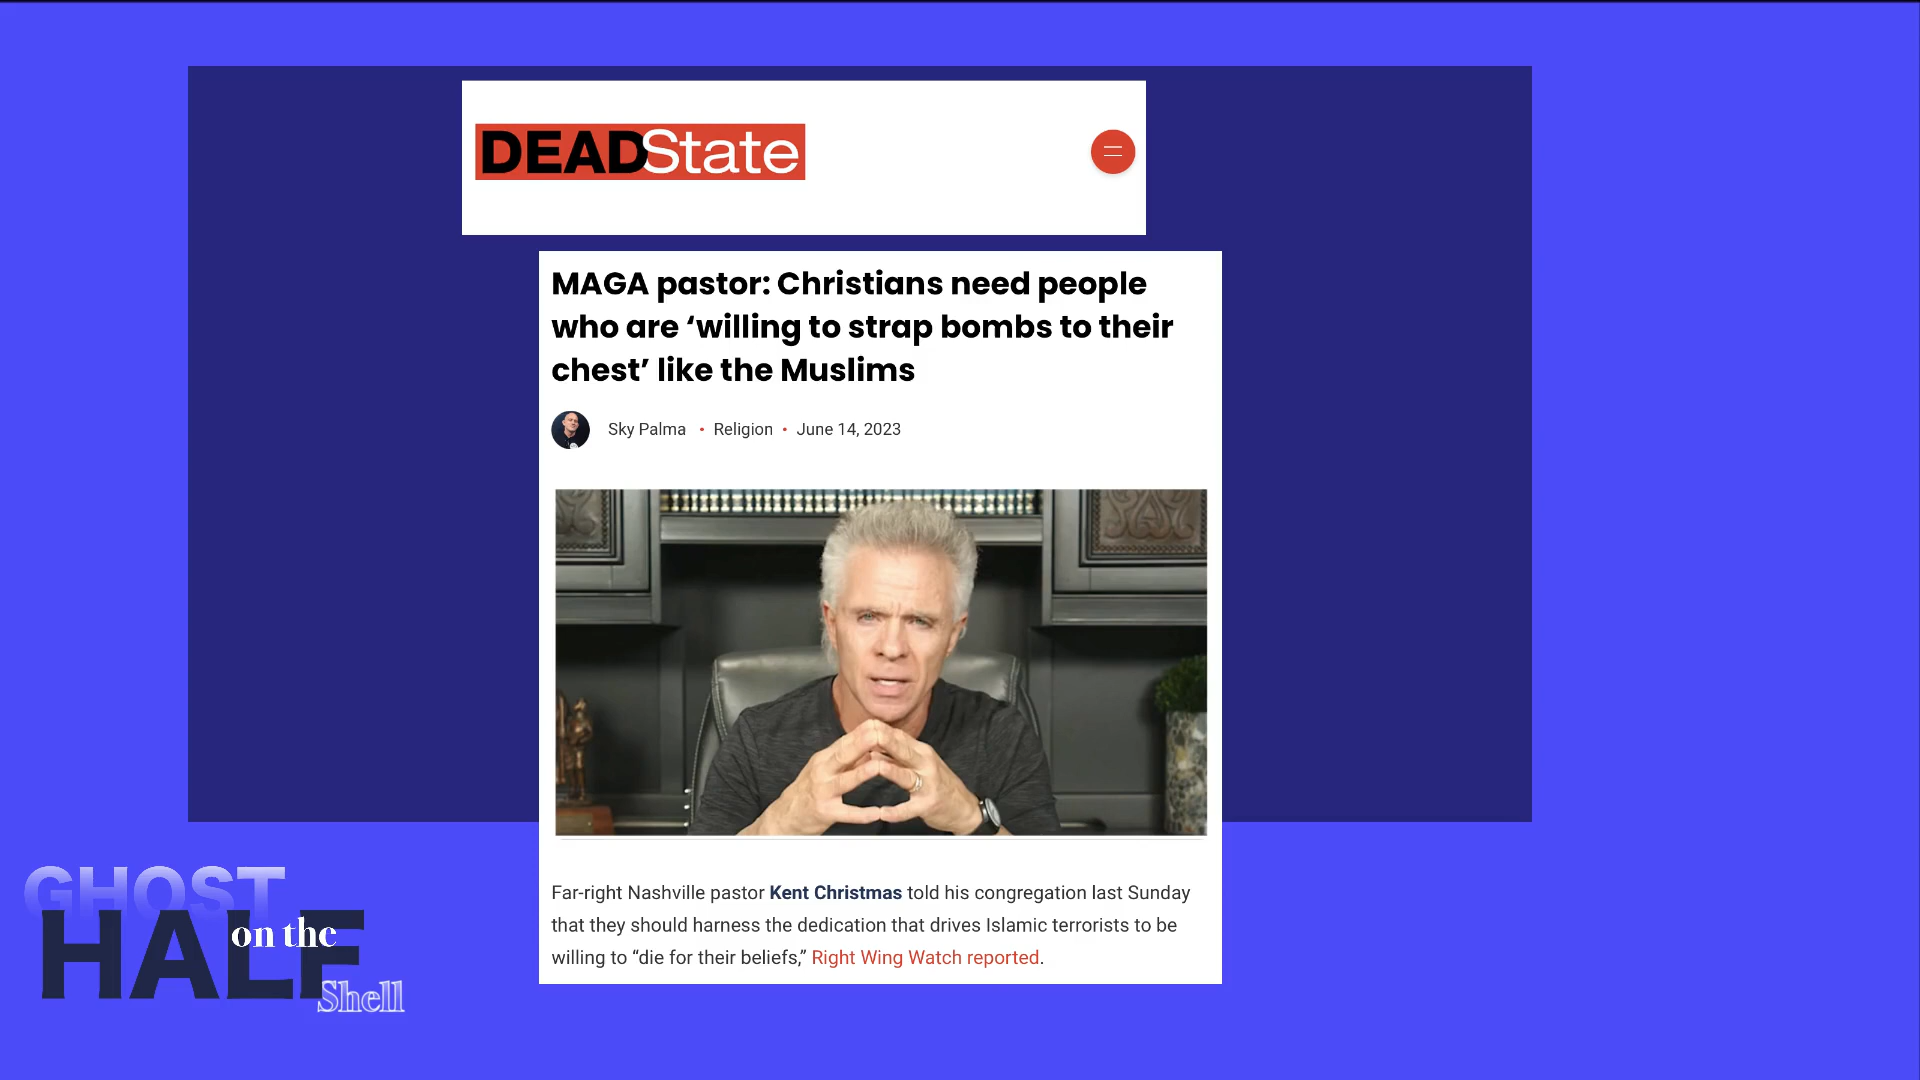 DEADState
MAGA pastor: Christians need people
who are ‘willing to strap bombs to their
chest’ like the Muslims
Sky Palma • Religion • June 14, 2023
Far-right Nashville pastor Kent Christmas told his congregation last Sunday
that they should harness the dedication that drives Islamic terrorists to be
willing to “die for their beliefs,” Right Wing Watch reported.
GHOST
on the
HALF
Shell